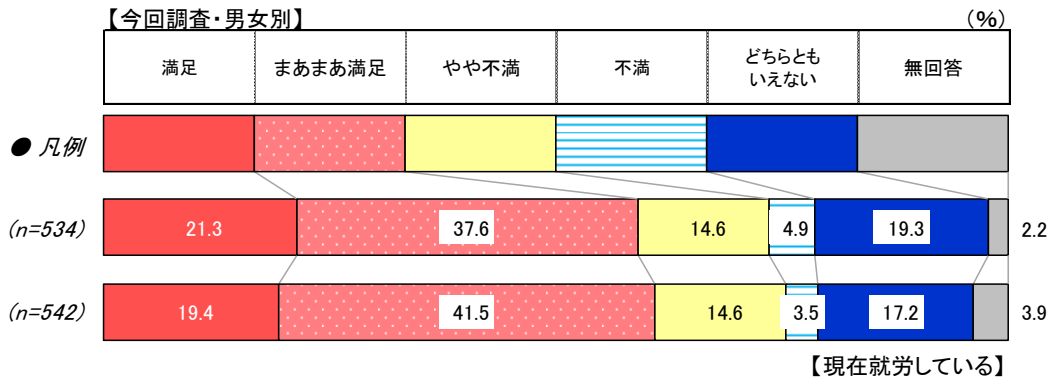 【今回調査・男女別】 (%)
満足 まあまあ満足 やや不満 不満 どちらとも いえない 無回答
● 凡例
(n=534) 21.3 37.6 14.6 4.9 19.3 2.2
(n=542) 19.4 41.5 14.6 3.5 17.2 3.9
【現在就労している】